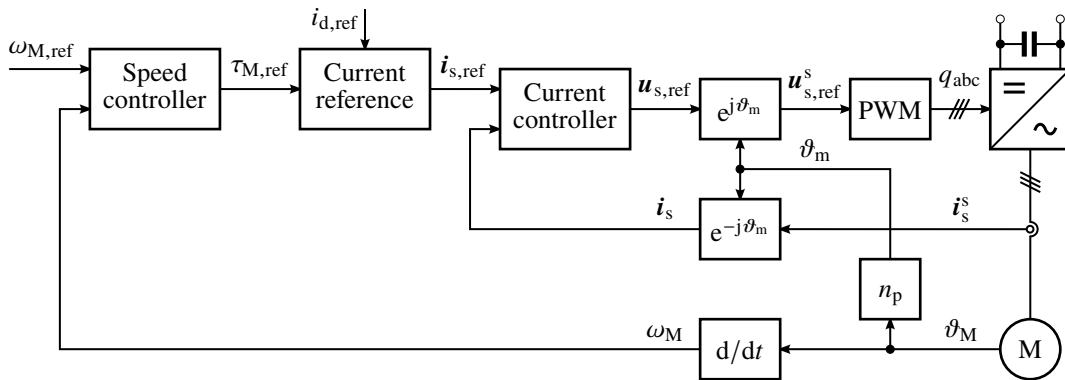 i_d,ref
ω_M,ref
Speed
controller
τ_M,ref
Current
reference
i_s,ref
Current
controller
u_s,ref
e^jϑ_m
u^s_s,ref
PWM
q_abc
ϑ_m
i_s
e^−jϑ_m
i^s_s
n_p
ω_M
d/dt
ϑ_M
M